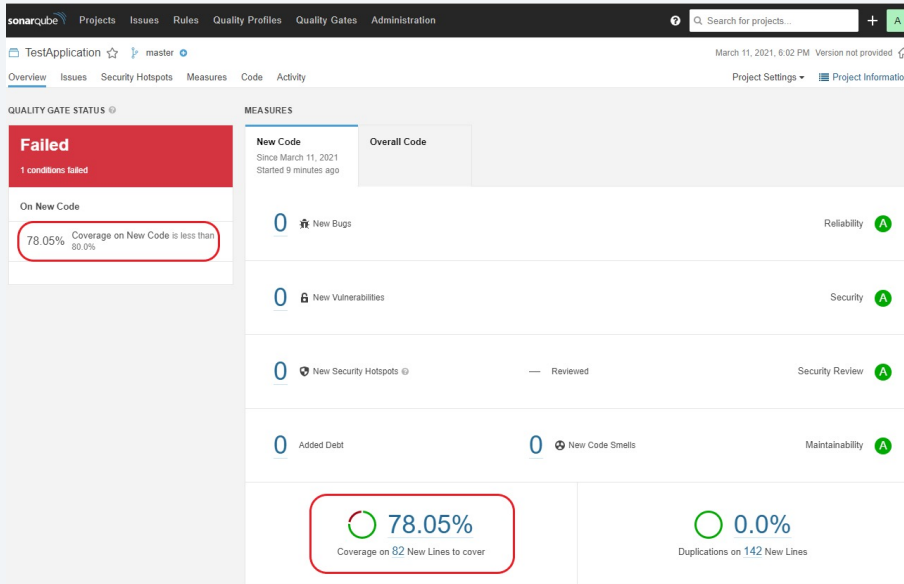 sonarqube Projects Issues Rules Quality Profiles Quality Gates Administration Search for projects... + A
TestApplication master March 11, 2021, 6:02 PM Version not provided
Overview Issues Security Hotspots Measures Code Activity Project Settings Project Informatio
QUALITY GATE STATUS
MEASURES
Failed
1 conditions failed
On New Code
78.05% Coverage on New Code is less than
80.0%
New Code
Since March 11, 2021
Started 9 minutes ago
Overall Code
0 New Bugs Reliability A
0 New Vulnerabilities Security A
0 New Security Hotspots — Reviewed Security Review A
0 Added Debt 0 New Code Smells Maintainability A
78.05%
Coverage on 82 New Lines to cover
0.0%
Duplications on 142 New Lines